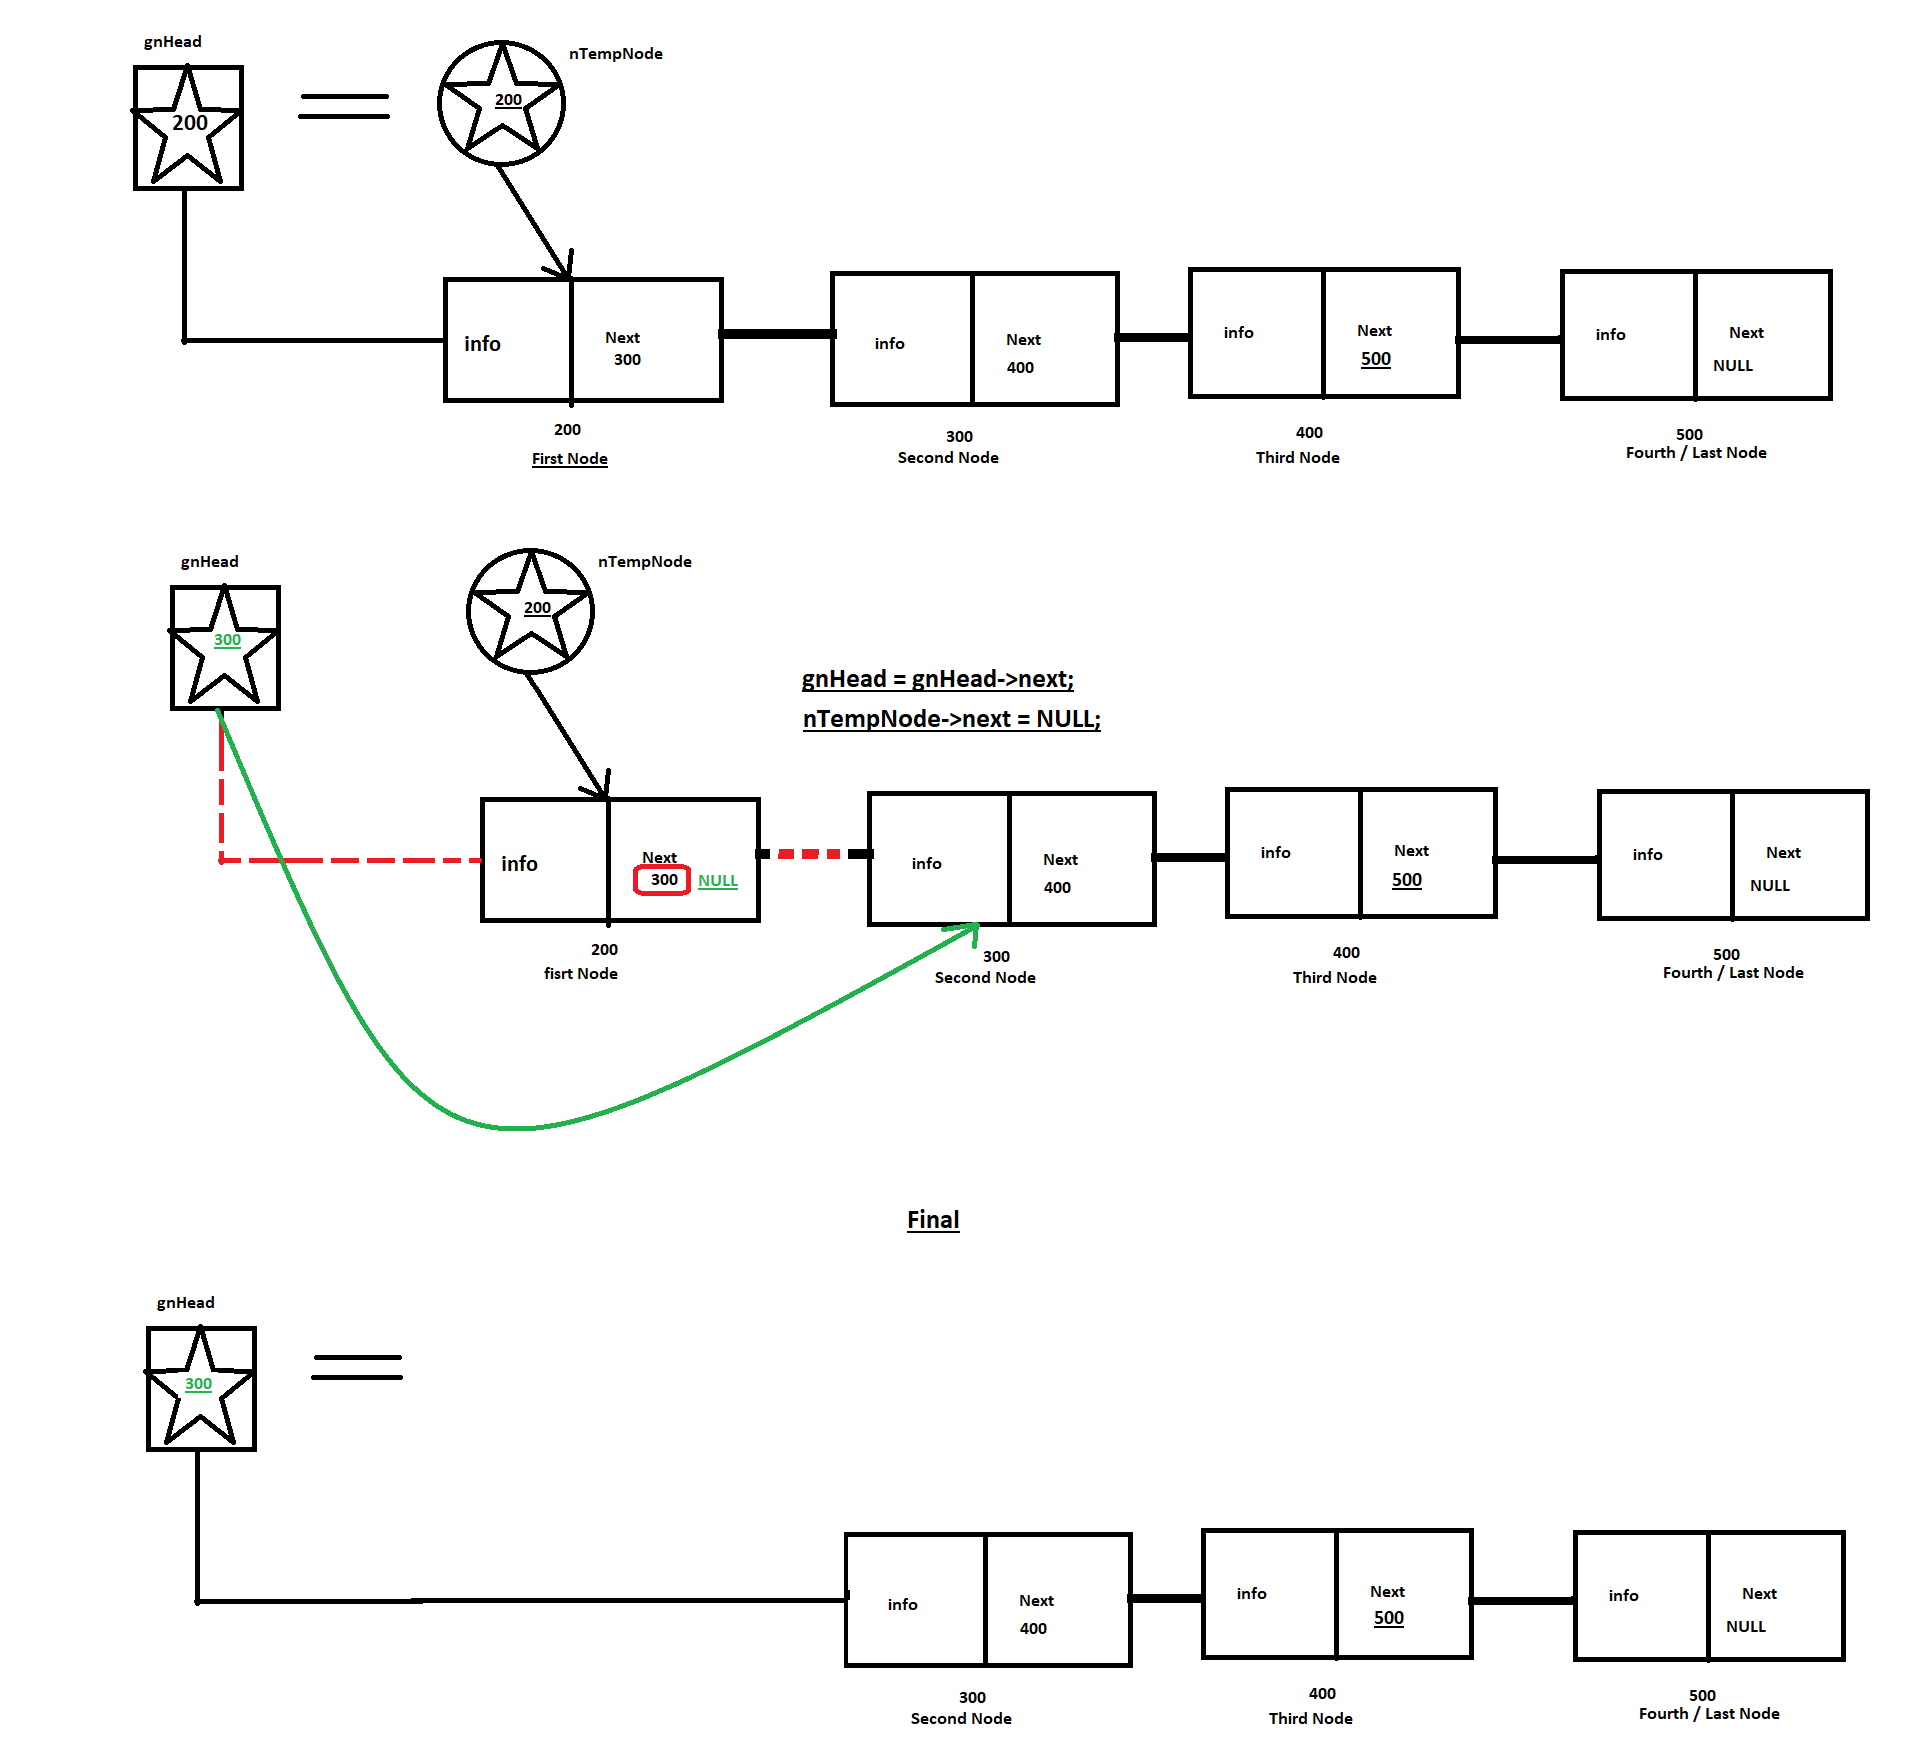 gnHead
nTempNode
200
200
info
Next
300
info
Next
400
info
Next
500
info
Next
NULL
200
First Node
300
Second Node
400
Third Node
500
Fourth / Last Node
gnHead
nTempNode
300
200
gnHead = gnHead->next;
nTempNode->next = NULL;
info
Next
300 NULL
info
Next
400
info
Next
500
info
Next
NULL
200
fisrt Node
300
Second Node
400
Third Node
500
Fourth / Last Node
Final
gnHead
300
info
Next
400
info
Next
500
info
Next
NULL
300
Second Node
400
Third Node
500
Fourth / Last Node